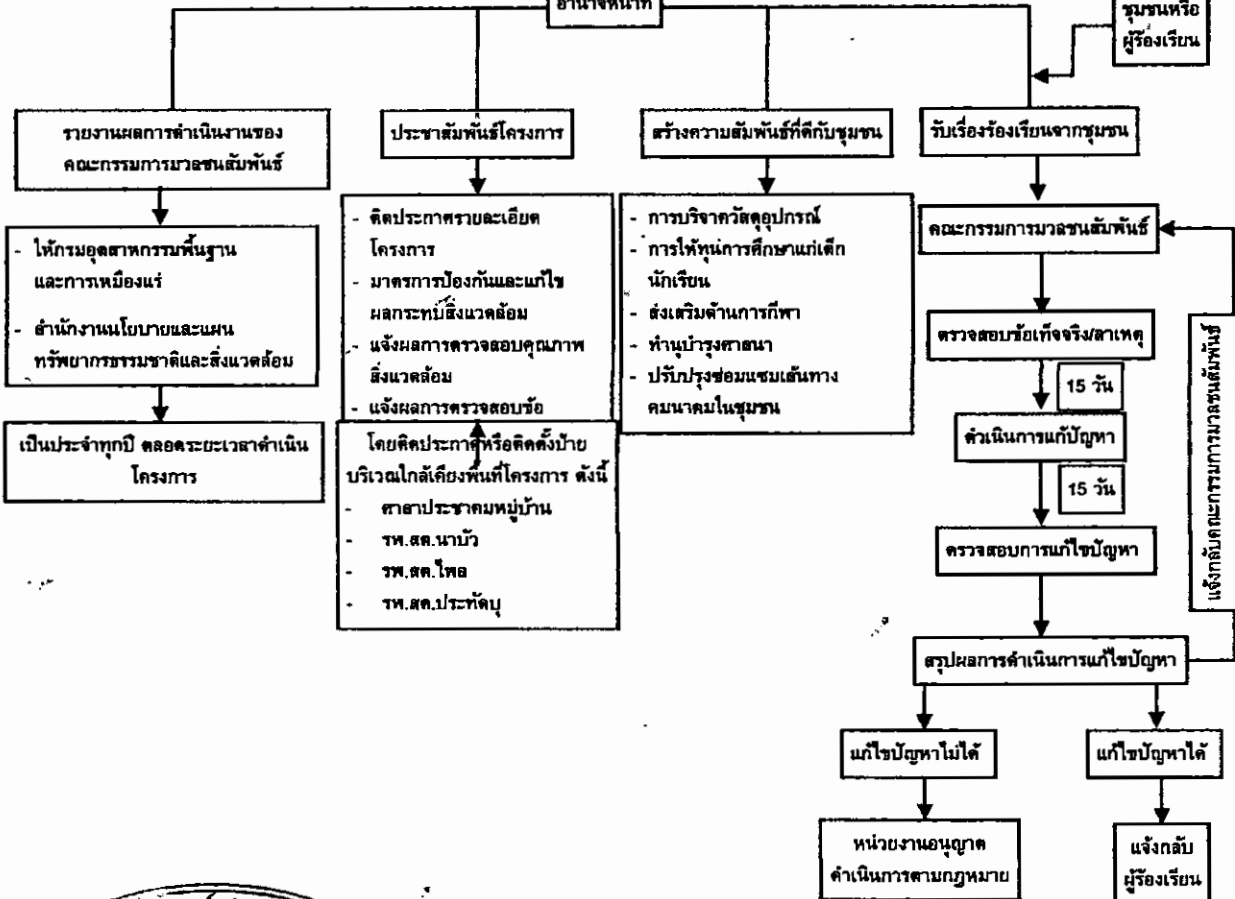 อำนาจหน้าที่
ชุมชนหรือ
ผู้ร้องเรียน
รายงานผลการดำเนินงานของ
คณะกรรมการมวลชนสัมพันธ์
- ให้กรมอุตสาหกรรมพื้นฐาน
และการเหมืองแร่
- สำนักงานนโยบายและแผน
ทรัพยากรธรรมชาติและสิ่งแวดล้อม
เป็นประจำทุกปี ตลอดระยะเวลาดำเนิน
โครงการ
ประชาสัมพันธ์โครงการ
- ติดประกาศรายละเอียด
โครงการ
- มาตรการป้องกันและแก้ไข
ผลกระทบสิ่งแวดล้อม
- แจ้งผลการตรวจสอบคุณภาพ
สิ่งแวดล้อม
- แจ้งผลการตรวจสอบข้อ
โดยติดประกาศหรือติดตั้งป้าย
บริเวณใกล้เคียงพื้นที่โครงการ ดังนี้
- ศาลาประชาคมหมู่บ้าน
- รพ.สต.นาบัว
- รพ.สต.ไพล
- รพ.สต.ประทัดบุ
สร้างความสัมพันธ์ที่ดีกับชุมชน
- การบริจาควัสดุอุปกรณ์
- การให้ทุนการศึกษาแก่เด็ก
นักเรียน
- ส่งเสริมด้านการกีฬา
- ทำนุบำรุงศาสนา
- ปรับปรุงซ่อมแซมเส้นทาง
คมนาคมในชุมชน
รับเรื่องร้องเรียนจากชุมชน
คณะกรรมการมวลชนสัมพันธ์
ตรวจสอบข้อเท็จจริง/สาเหตุ
15 วัน
ดำเนินการแก้ปัญหา
15 วัน
ตรวจสอบการแก้ไขปัญหา
สรุปผลการดำเนินการแก้ไขปัญหา
แจ้งกลับคณะกรรมการมวลชนสัมพันธ์
แก้ไขปัญหาไม่ได้
แก้ไขปัญหาได้
หน่วยงานอนุญาต
ดำเนินการตามกฎหมาย
แจ้งกลับ
ผู้ร้องเรียน